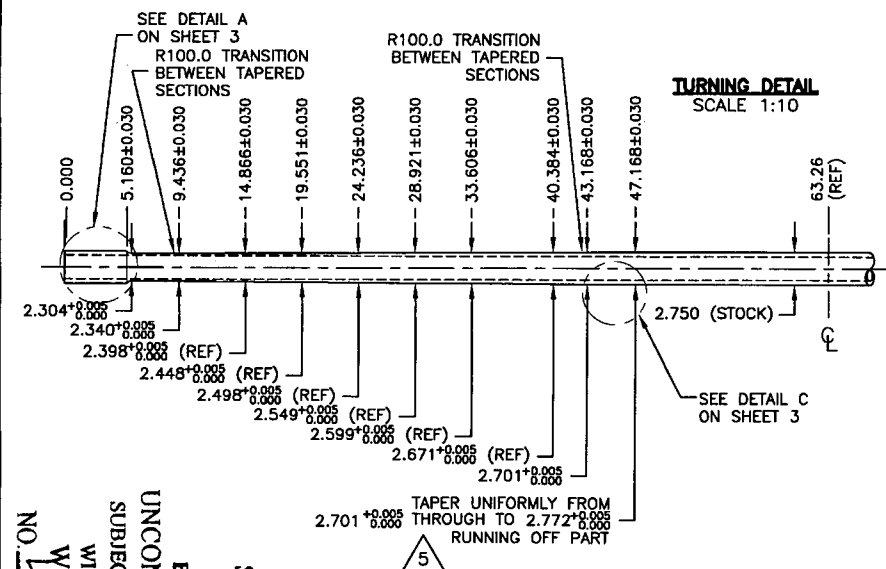 SEE DETAIL A
ON SHEET 3
R100.0 TRANSITION
BETWEEN TAPERED
SECTIONS
R100.0 TRANSITION
BETWEEN TAPERED
SECTIONS
TURNING DETAIL
SCALE 1:10
0.000
5.160±0.030
9.436±0.030
14.866±0.030
19.551±0.030
24.236±0.030
28.921±0.030
33.606±0.030
40.384±0.030
43.168±0.030
47.168±0.030
63.26
(REF)
2.304 +0.005 0.000
2.340 +0.005 0.000
2.398 +0.005 0.000 (REF)
2.448 +0.005 0.000 (REF)
2.498 +0.005 0.000 (REF)
2.549 +0.005 0.000 (REF)
2.599 +0.005 0.000 (REF)
2.671 +0.005 0.000 (REF)
2.701 +0.005 0.000
2.750 (STOCK)
℄
SEE DETAIL C
ON SHEET 3
TAPER UNIFORMLY FROM
2.701 +0.005 0.000 THROUGH TO 2.772 +0.005 0.000
RUNNING OFF PART
5
SUBJEC
NO.